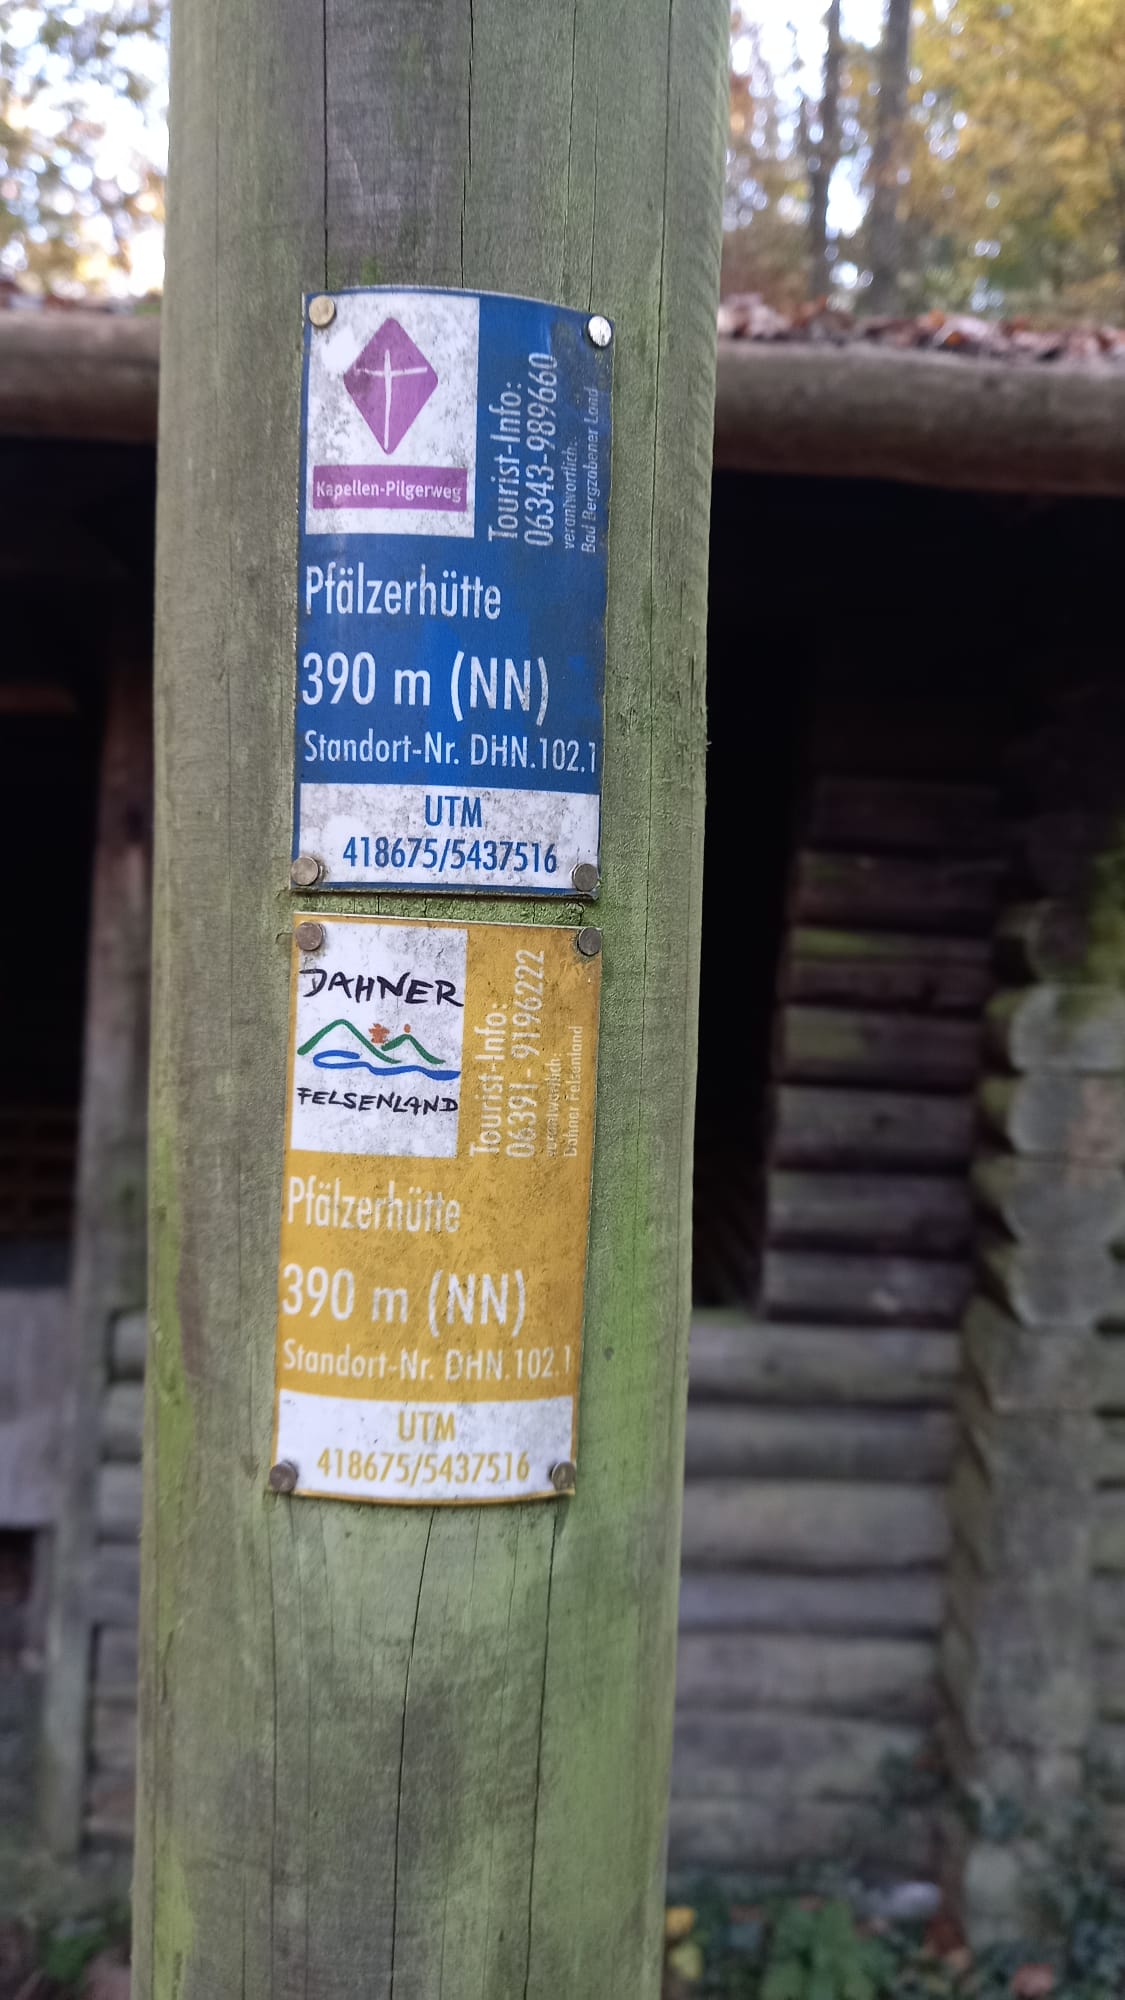 Kapellen-Pilgerweg
Tourist-Info:
06343-989660
verantwortlich:
Bad Bergzabener Land
Pfälzerhütte
390 m (NN)
Standort-Nr. DHN.102.1
UTM
418675/5437516
DAHNER
FELSENLAND
Tourist-Info:
06391-9196222
verantwortlich:
Dahner Felsenland
Pfälzerhütte
390 m (NN)
Standort-Nr. DHN.102.1
UTM
418675/5437516